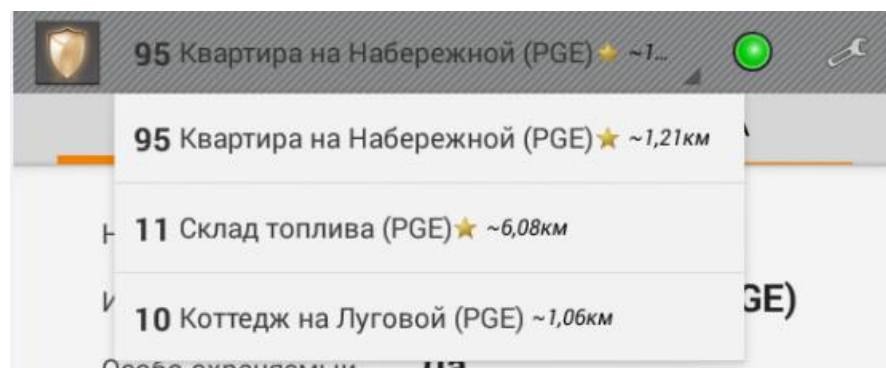 95 Квартира на Набережной (PGE) ~1...
95 Квартира на Набережной (PGE) ~1,21км
11 Склад топлива (PGE) ~6,08км
10 Коттедж на Луговой (PGE) ~1,06км
GE)